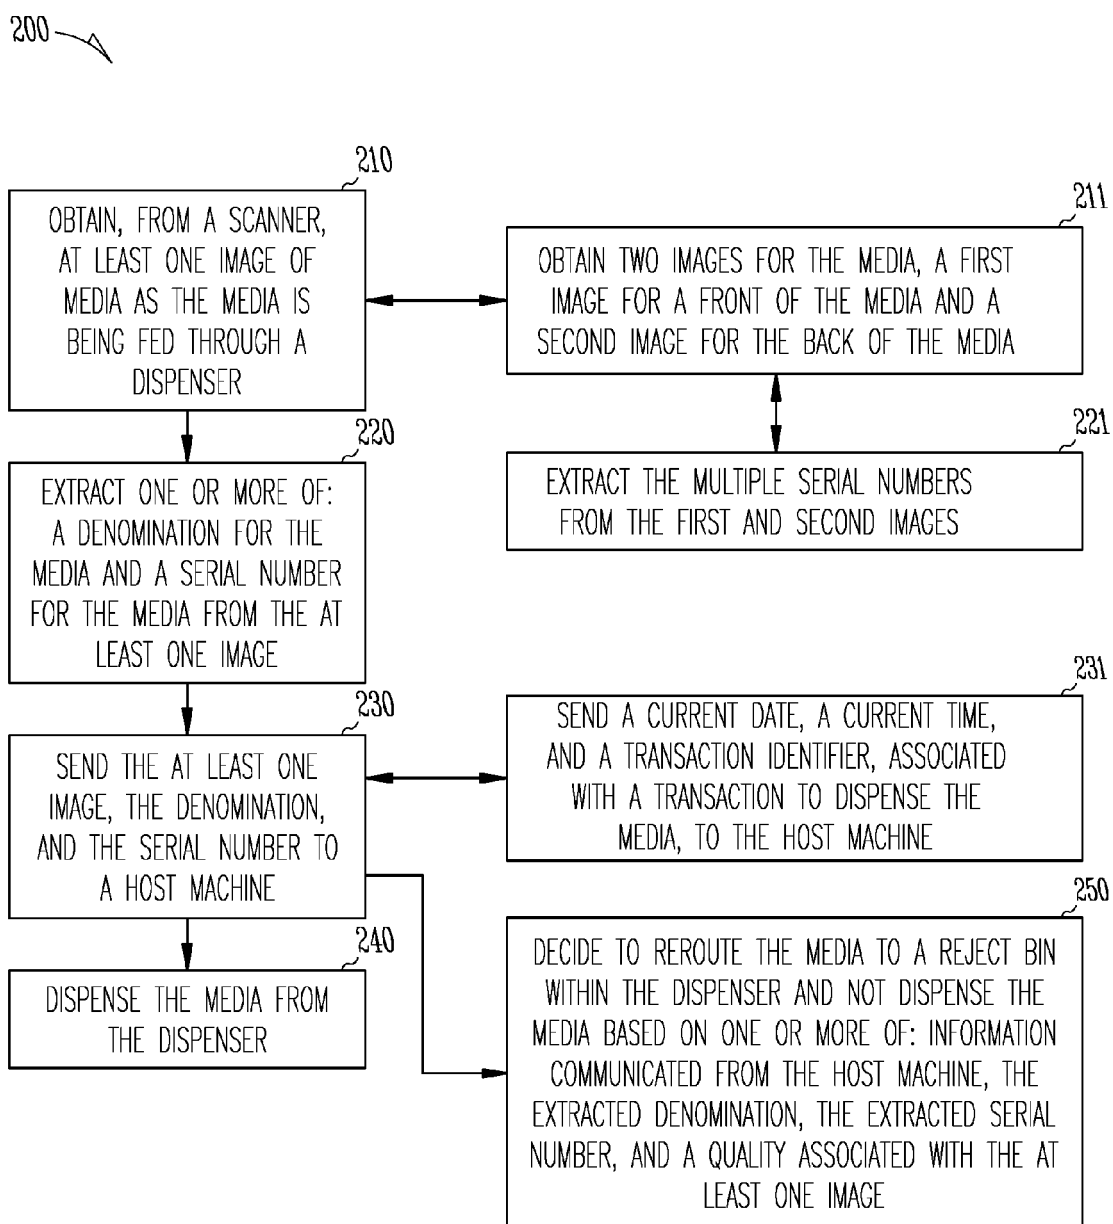 200
210
OBTAIN, FROM A SCANNER,
AT LEAST ONE IMAGE OF
MEDIA AS THE MEDIA IS
BEING FED THROUGH A
DISPENSER
211
OBTAIN TWO IMAGES FOR THE MEDIA, A FIRST
IMAGE FOR A FRONT OF THE MEDIA AND A
SECOND IMAGE FOR THE BACK OF THE MEDIA
220
EXTRACT ONE OR MORE OF:
A DENOMINATION FOR THE
MEDIA AND A SERIAL NUMBER
FOR THE MEDIA FROM THE AT
LEAST ONE IMAGE
221
EXTRACT THE MULTIPLE SERIAL NUMBERS
FROM THE FIRST AND SECOND IMAGES
230
SEND THE AT LEAST ONE
IMAGE, THE DENOMINATION,
AND THE SERIAL NUMBER TO
A HOST MACHINE
231
SEND A CURRENT DATE, A CURRENT TIME,
AND A TRANSACTION IDENTIFIER, ASSOCIATED
WITH A TRANSACTION TO DISPENSE THE
MEDIA, TO THE HOST MACHINE
240
DISPENSE THE MEDIA FROM
THE DISPENSER
250
DECIDE TO REROUTE THE MEDIA TO A REJECT BIN
WITHIN THE DISPENSER AND NOT DISPENSE THE
MEDIA BASED ON ONE OR MORE OF: INFORMATION
COMMUNICATED FROM THE HOST MACHINE, THE
EXTRACTED DENOMINATION, THE EXTRACTED SERIAL
NUMBER, AND A QUALITY ASSOCIATED WITH THE AT
LEAST ONE IMAGE